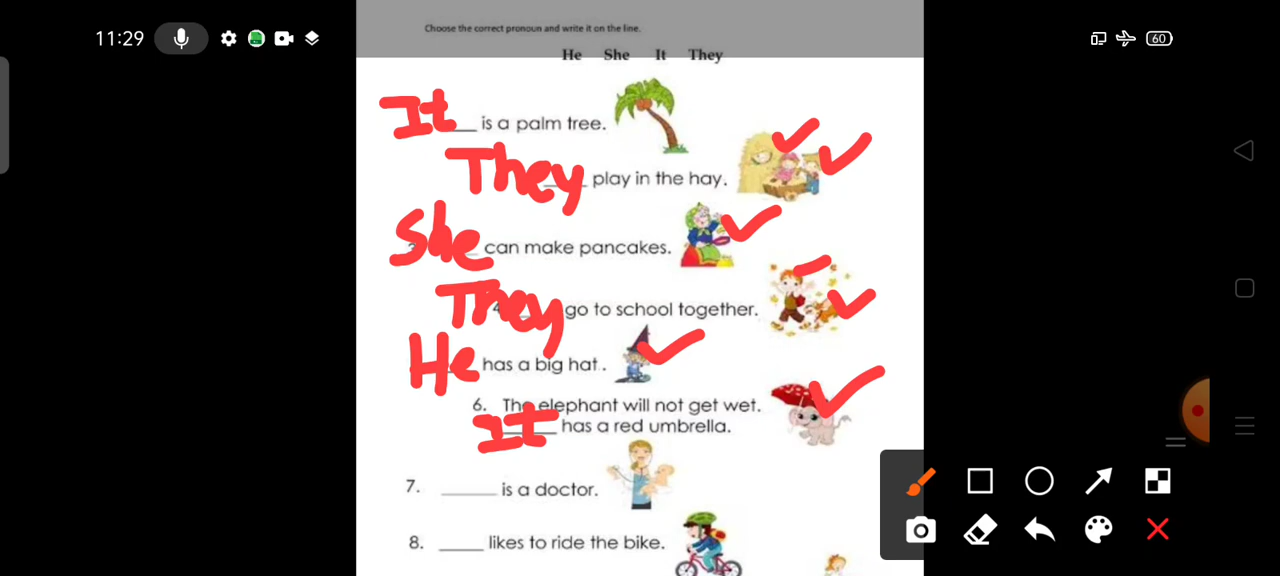 11:29
60
Choose the correct pronoun and write it on the line.
He She It They
It __ is a palm tree.
They ____ play in the hay.
She _ can make pancakes.
They go to school together.
He has a big hat.
6. The elephant will not get wet.
It ____ has a red umbrella.
7. ____ is a doctor.
8. ____ likes to ride the bike.